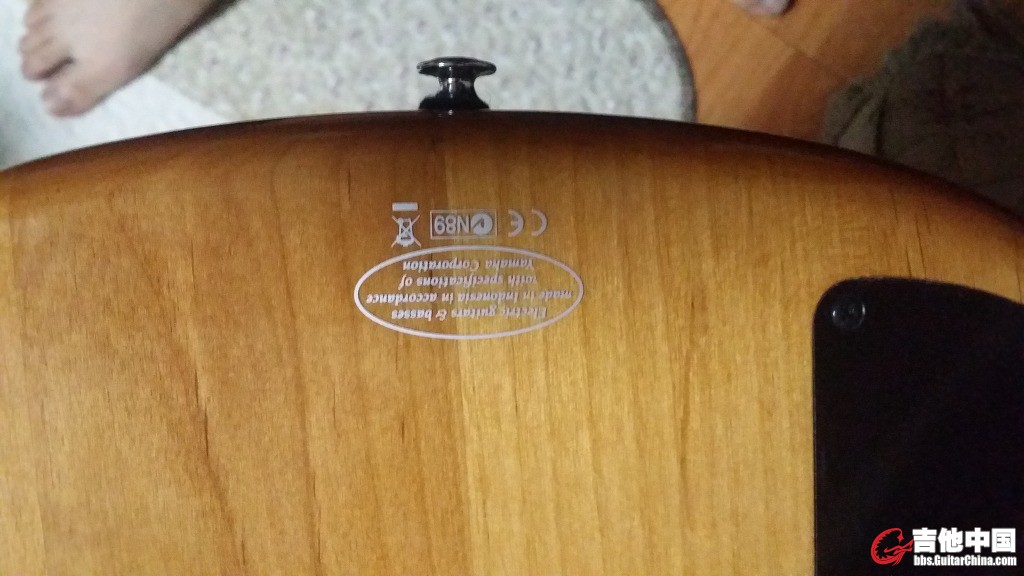 Electric guitars & basses
made in Indonesia in accordance
with specifications of
Yamaha Corporation
CE N89
吉他中国
bbs.GuitarChina.com